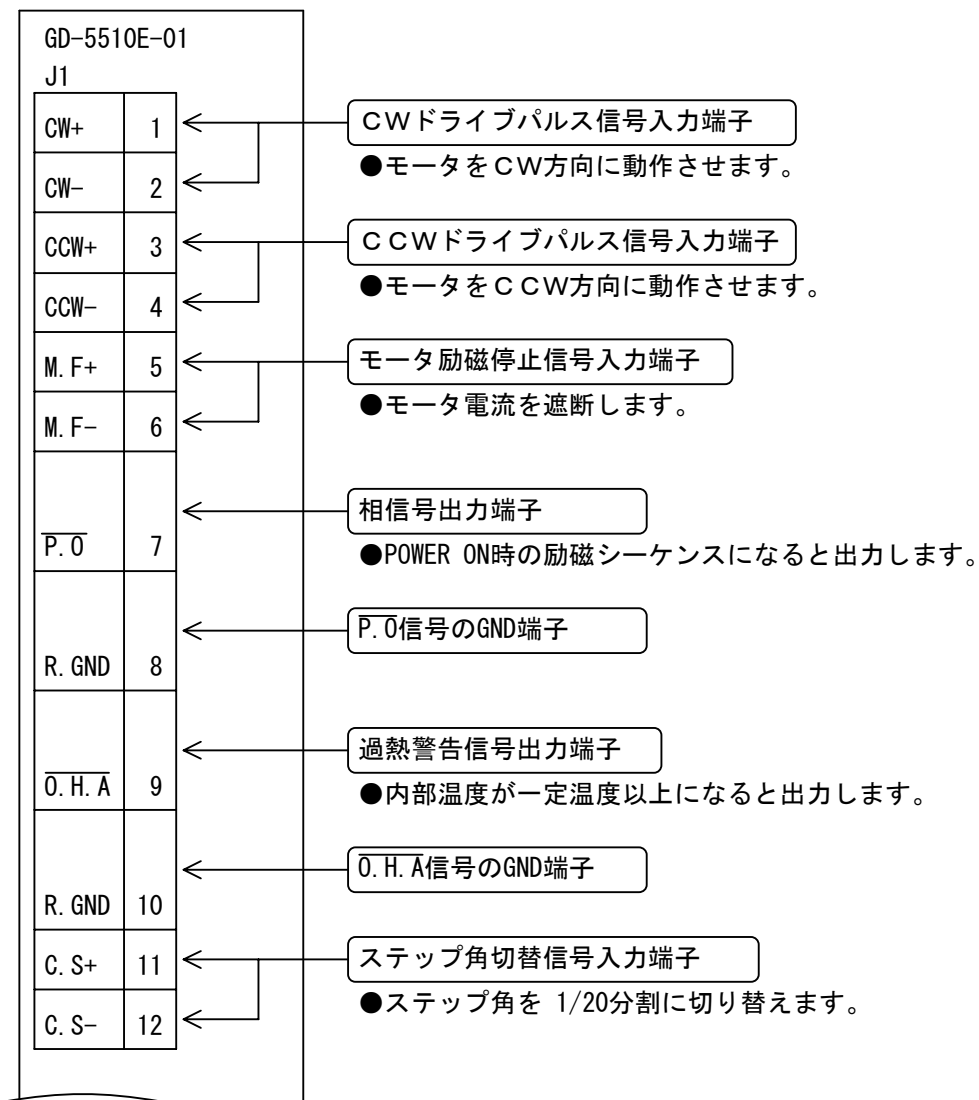 GD-5510E-01
J1
CW+ 1 CWドライブパルス信号入力端子
●モータをCW方向に動作させます。
CW- 2
CCW+ 3 CCWドライブパルス信号入力端子
●モータをCCW方向に動作させます。
CCW- 4
M.F+ 5 モータ励磁停止信号入力端子
●モータ電流を遮断します。
M.F- 6
相信号出力端子
P.O 7 ●POWER ON時の励磁シーケンスになると出力します。
P.O信号のGND端子
R.GND 8
過熱警告信号出力端子
O.H.A 9 ●内部温度が一定温度以上になると出力します。
O.H.A信号のGND端子
R.GND 10
C.S+ 11 ステップ角切替信号入力端子
●ステップ角を 1/20分割に切り替えます。
C.S- 12